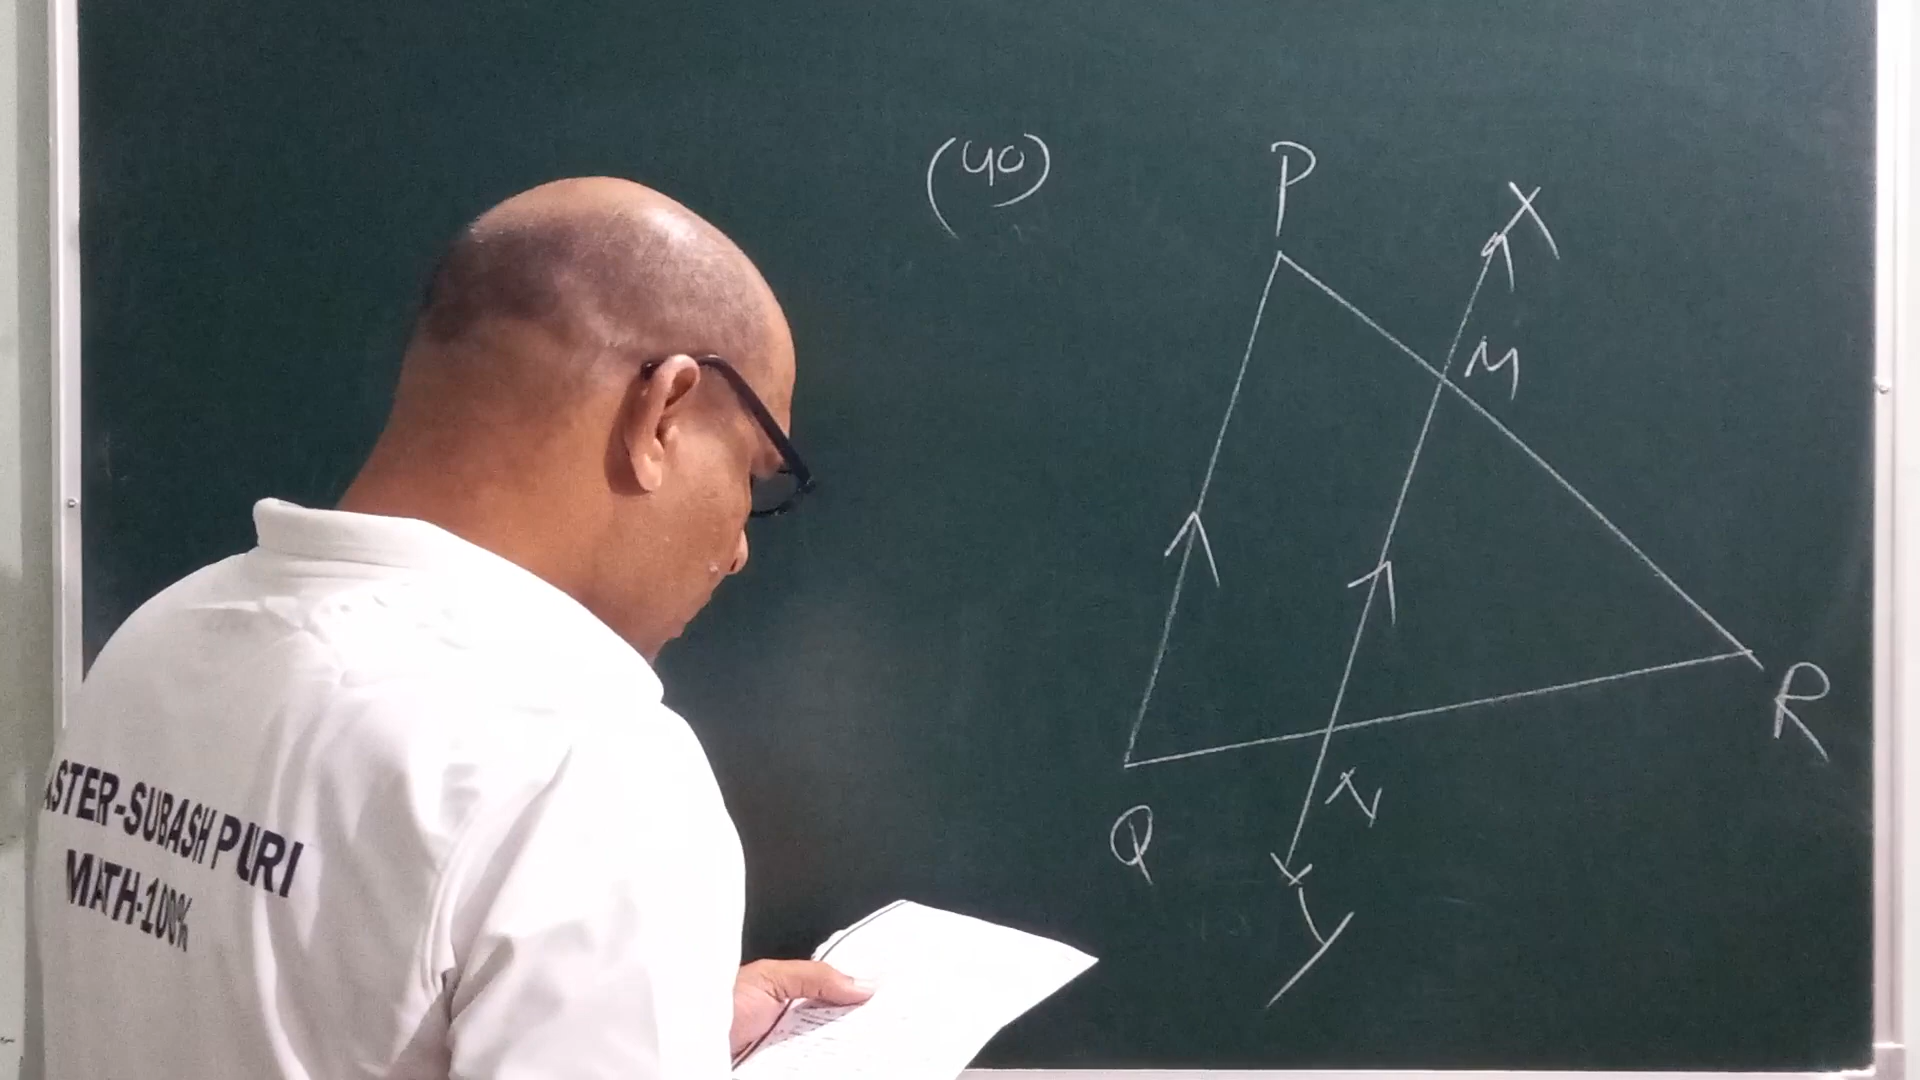 (40)
P
X
M
R
N
Q
Y
ASTER-SUBASH PURI
MATH-100%